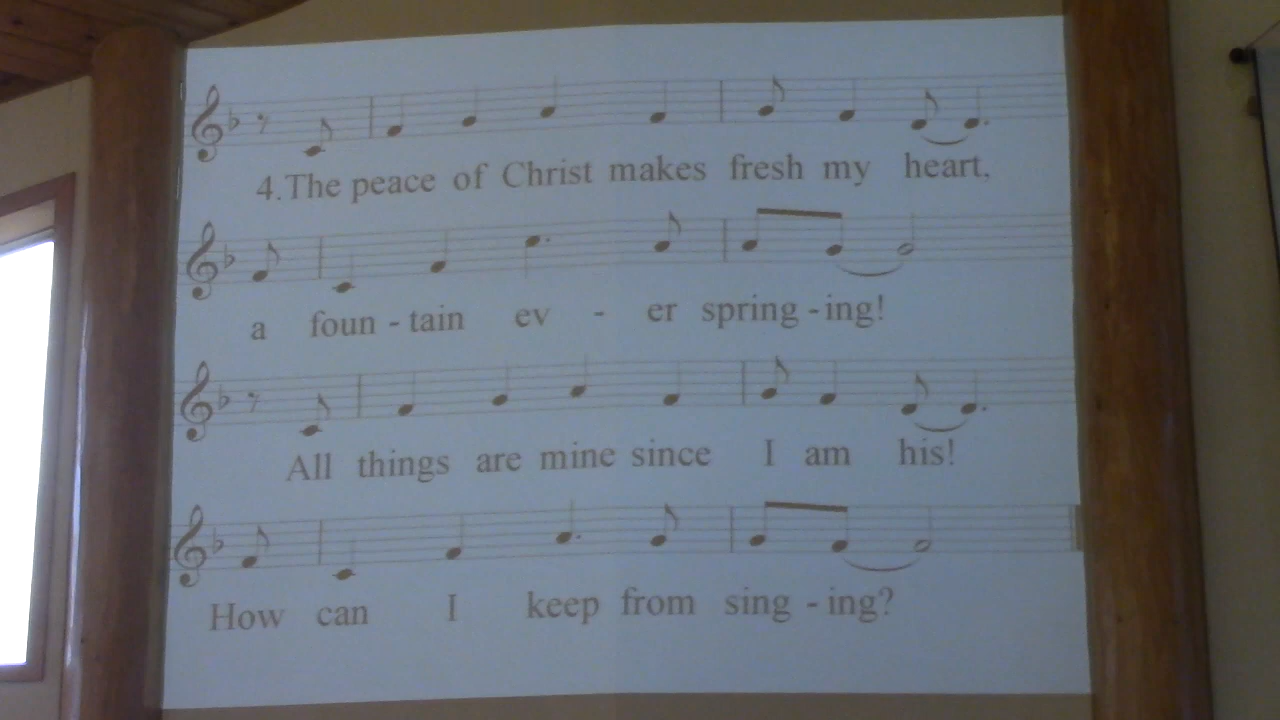 4.The peace of Christ makes fresh my heart,
a foun - tain ev - er spring - ing!
All things are mine since I am his!
How can I keep from sing - ing?